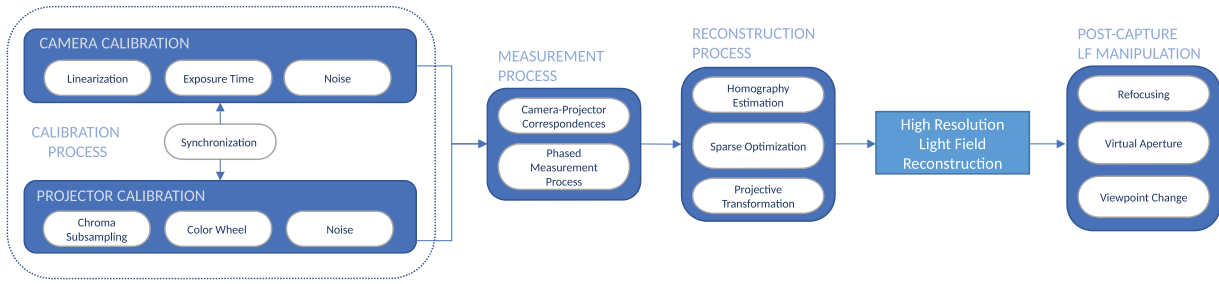 CAMERA CALIBRATION
Linearization
Exposure Time
Noise
CALIBRATION
PROCESS
Synchronization
PROJECTOR CALIBRATION
Chroma
Subsampling
Color Wheel
Noise
MEASUREMENT
PROCESS
Camera-Projector
Correspondences
Phased
Measurement
Process
RECONSTRUCTION
PROCESS
Homography
Estimation
Sparse Optimization
Projective
Transformation
High Resolution
Light Field
Reconstruction
POST-CAPTURE
LF MANIPULATION
Refocusing
Virtual Aperture
Viewpoint Change